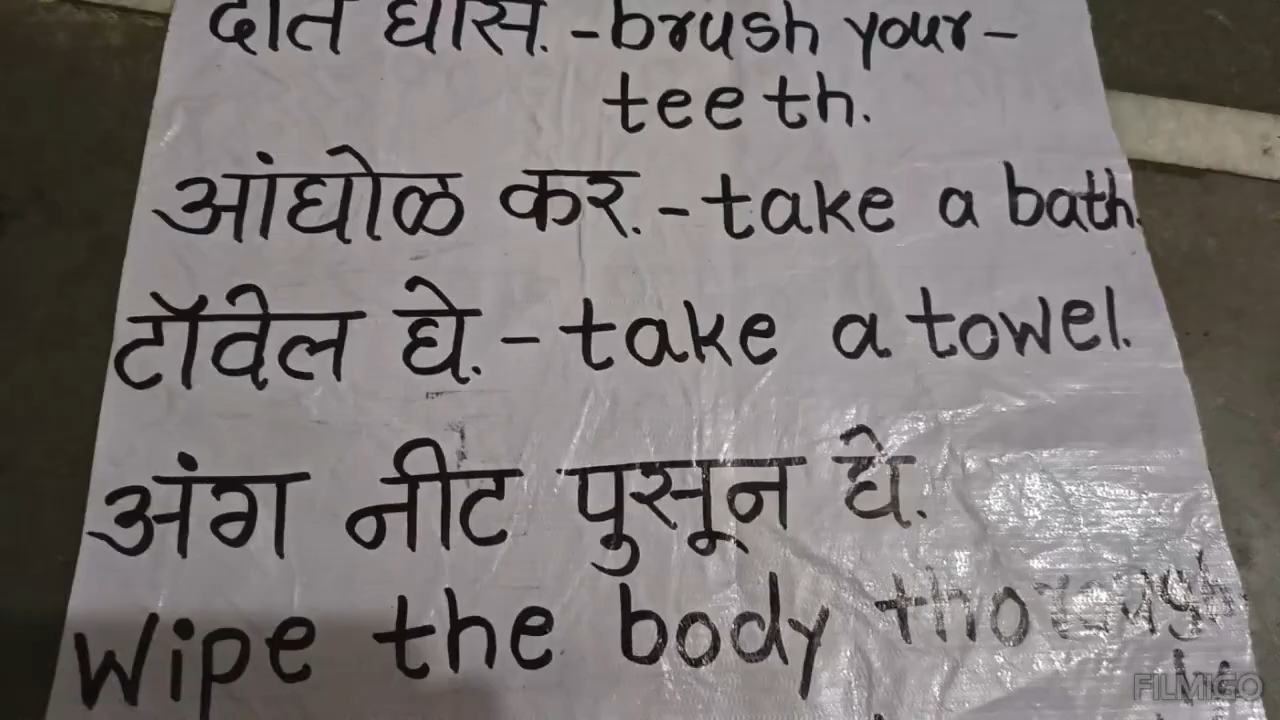 दात घास. -brush your-
teeth.
आंघोळ कर. - take a bath.
टॉवेल घे. - take a towel.
अंग नीट पुसून घे.
Wipe the body
FILMIGO